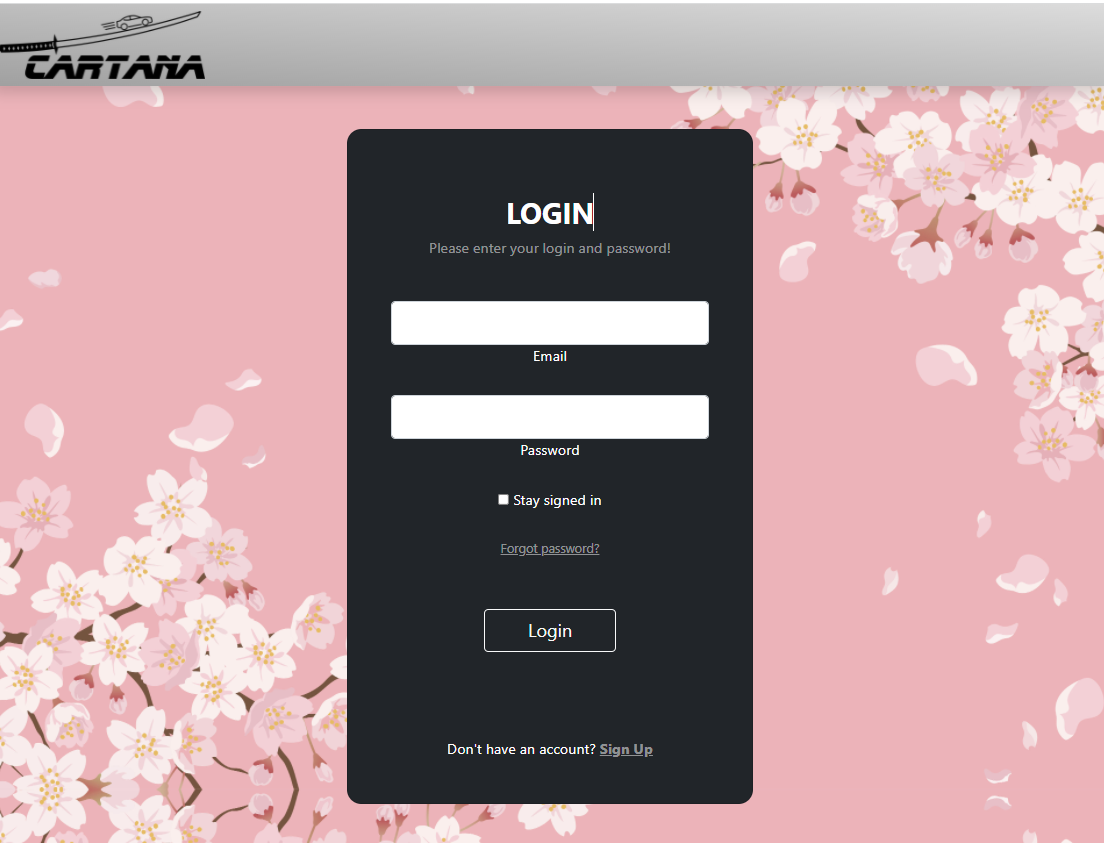 CARTANA
LOGIN
Please enter your login and password!
Email
Password
Stay signed in
Forgot password?
Login
Don't have an account? Sign Up